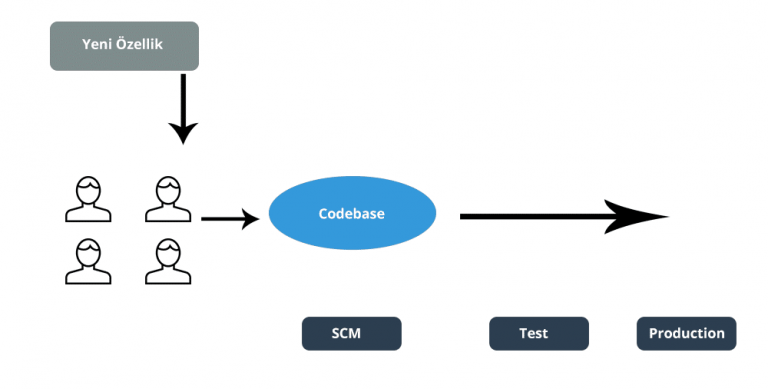 Yeni Özellik
Codebase
SCM
Test
Production